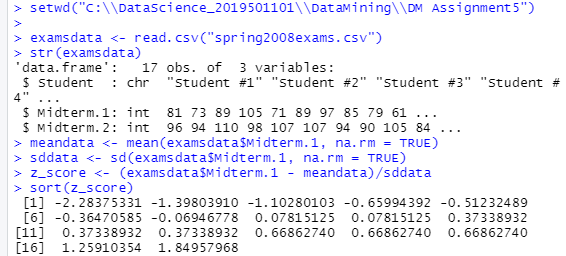 > setwd("C:\\DataScience_2019501101\\DataMining\\DM Assignment5")
>
> examsdata <- read.csv("spring2008exams.csv")
> str(examsdata)
'data.frame':   17 obs. of  3 variables:
 $ Student  : chr  "Student #1" "Student #2" "Student #3" "Student #
4" ...
 $ Midterm.1: int  81 73 89 105 71 89 97 85 79 61 ...
 $ Midterm.2: int  96 94 110 98 107 107 94 90 105 84 ...
> meandata <- mean(examsdata$Midterm.1, na.rm = TRUE)
> sddata <- sd(examsdata$Midterm.1, na.rm = TRUE)
> z_score <- (examsdata$Midterm.1 - meandata)/sddata
> sort(z_score)
 [1] -2.28375331 -1.39803910 -1.10280103 -0.65994392 -0.51232489
 [6] -0.36470585 -0.06946778  0.07815125  0.07815125  0.37338932
[11]  0.37338932  0.37338932  0.66862740  0.66862740  0.66862740
[16]  1.25910354  1.84957968